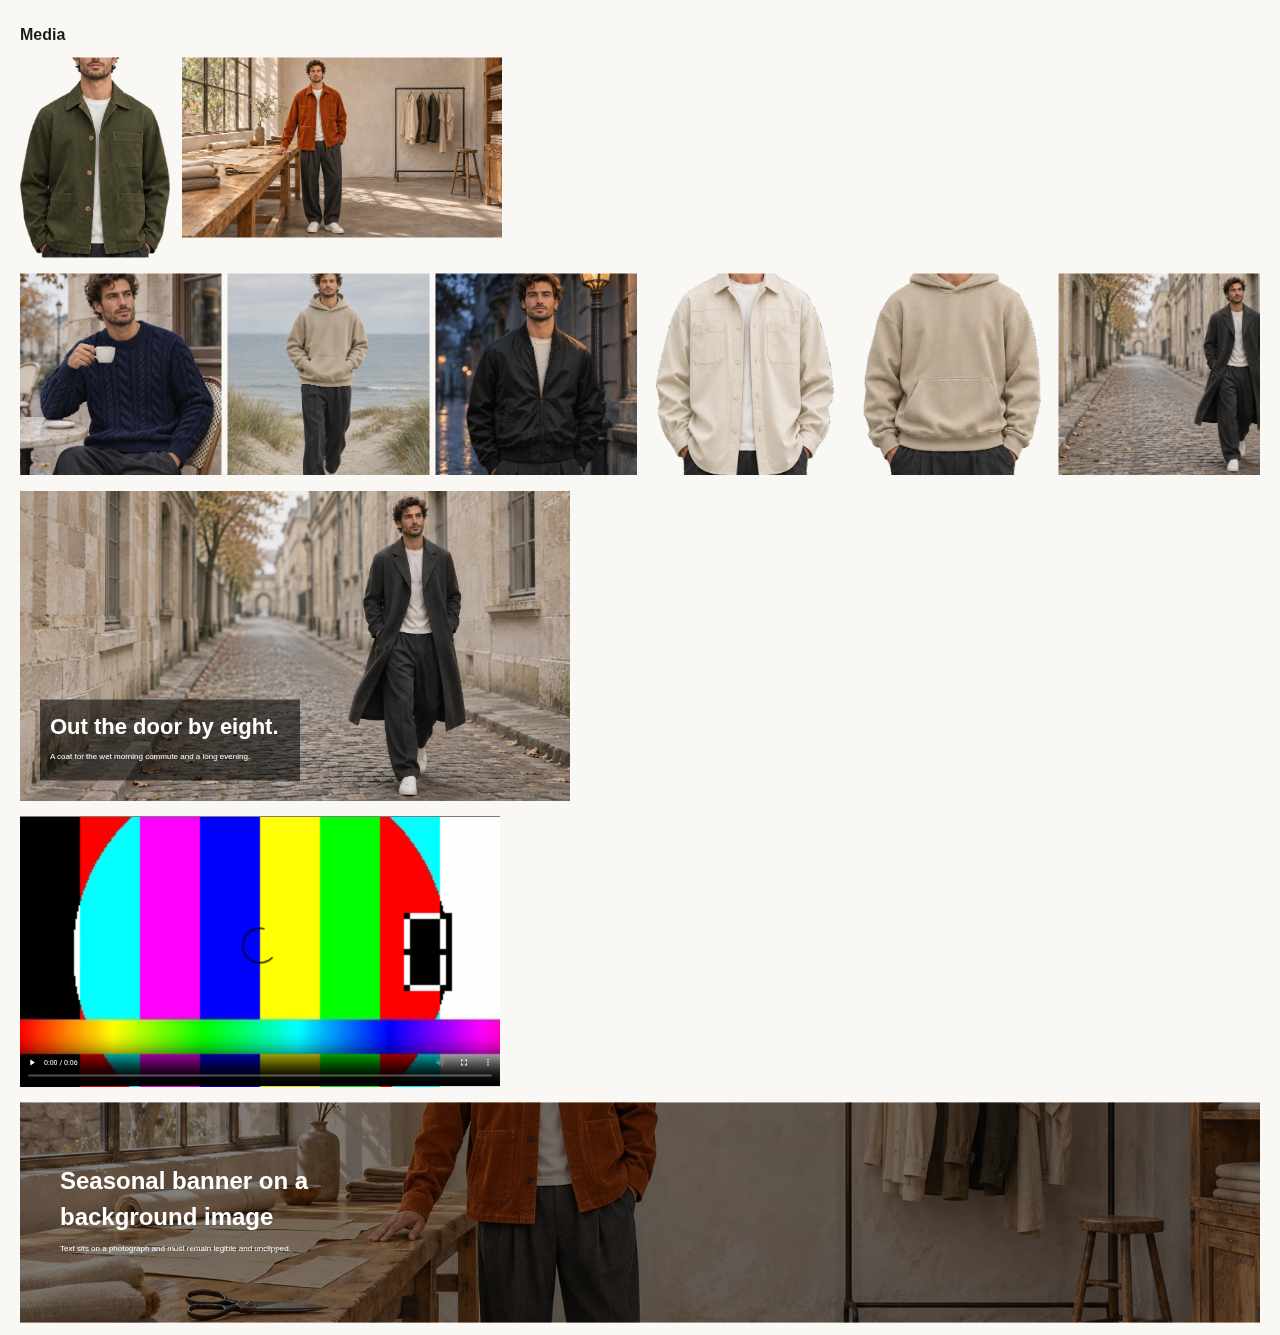 Media
Out the door by eight.
A coat for the wet morning commute and a long evening.
0:00 / 0:06
Seasonal banner on a
background image
Text sits on a photograph and must remain legible and unclipped.